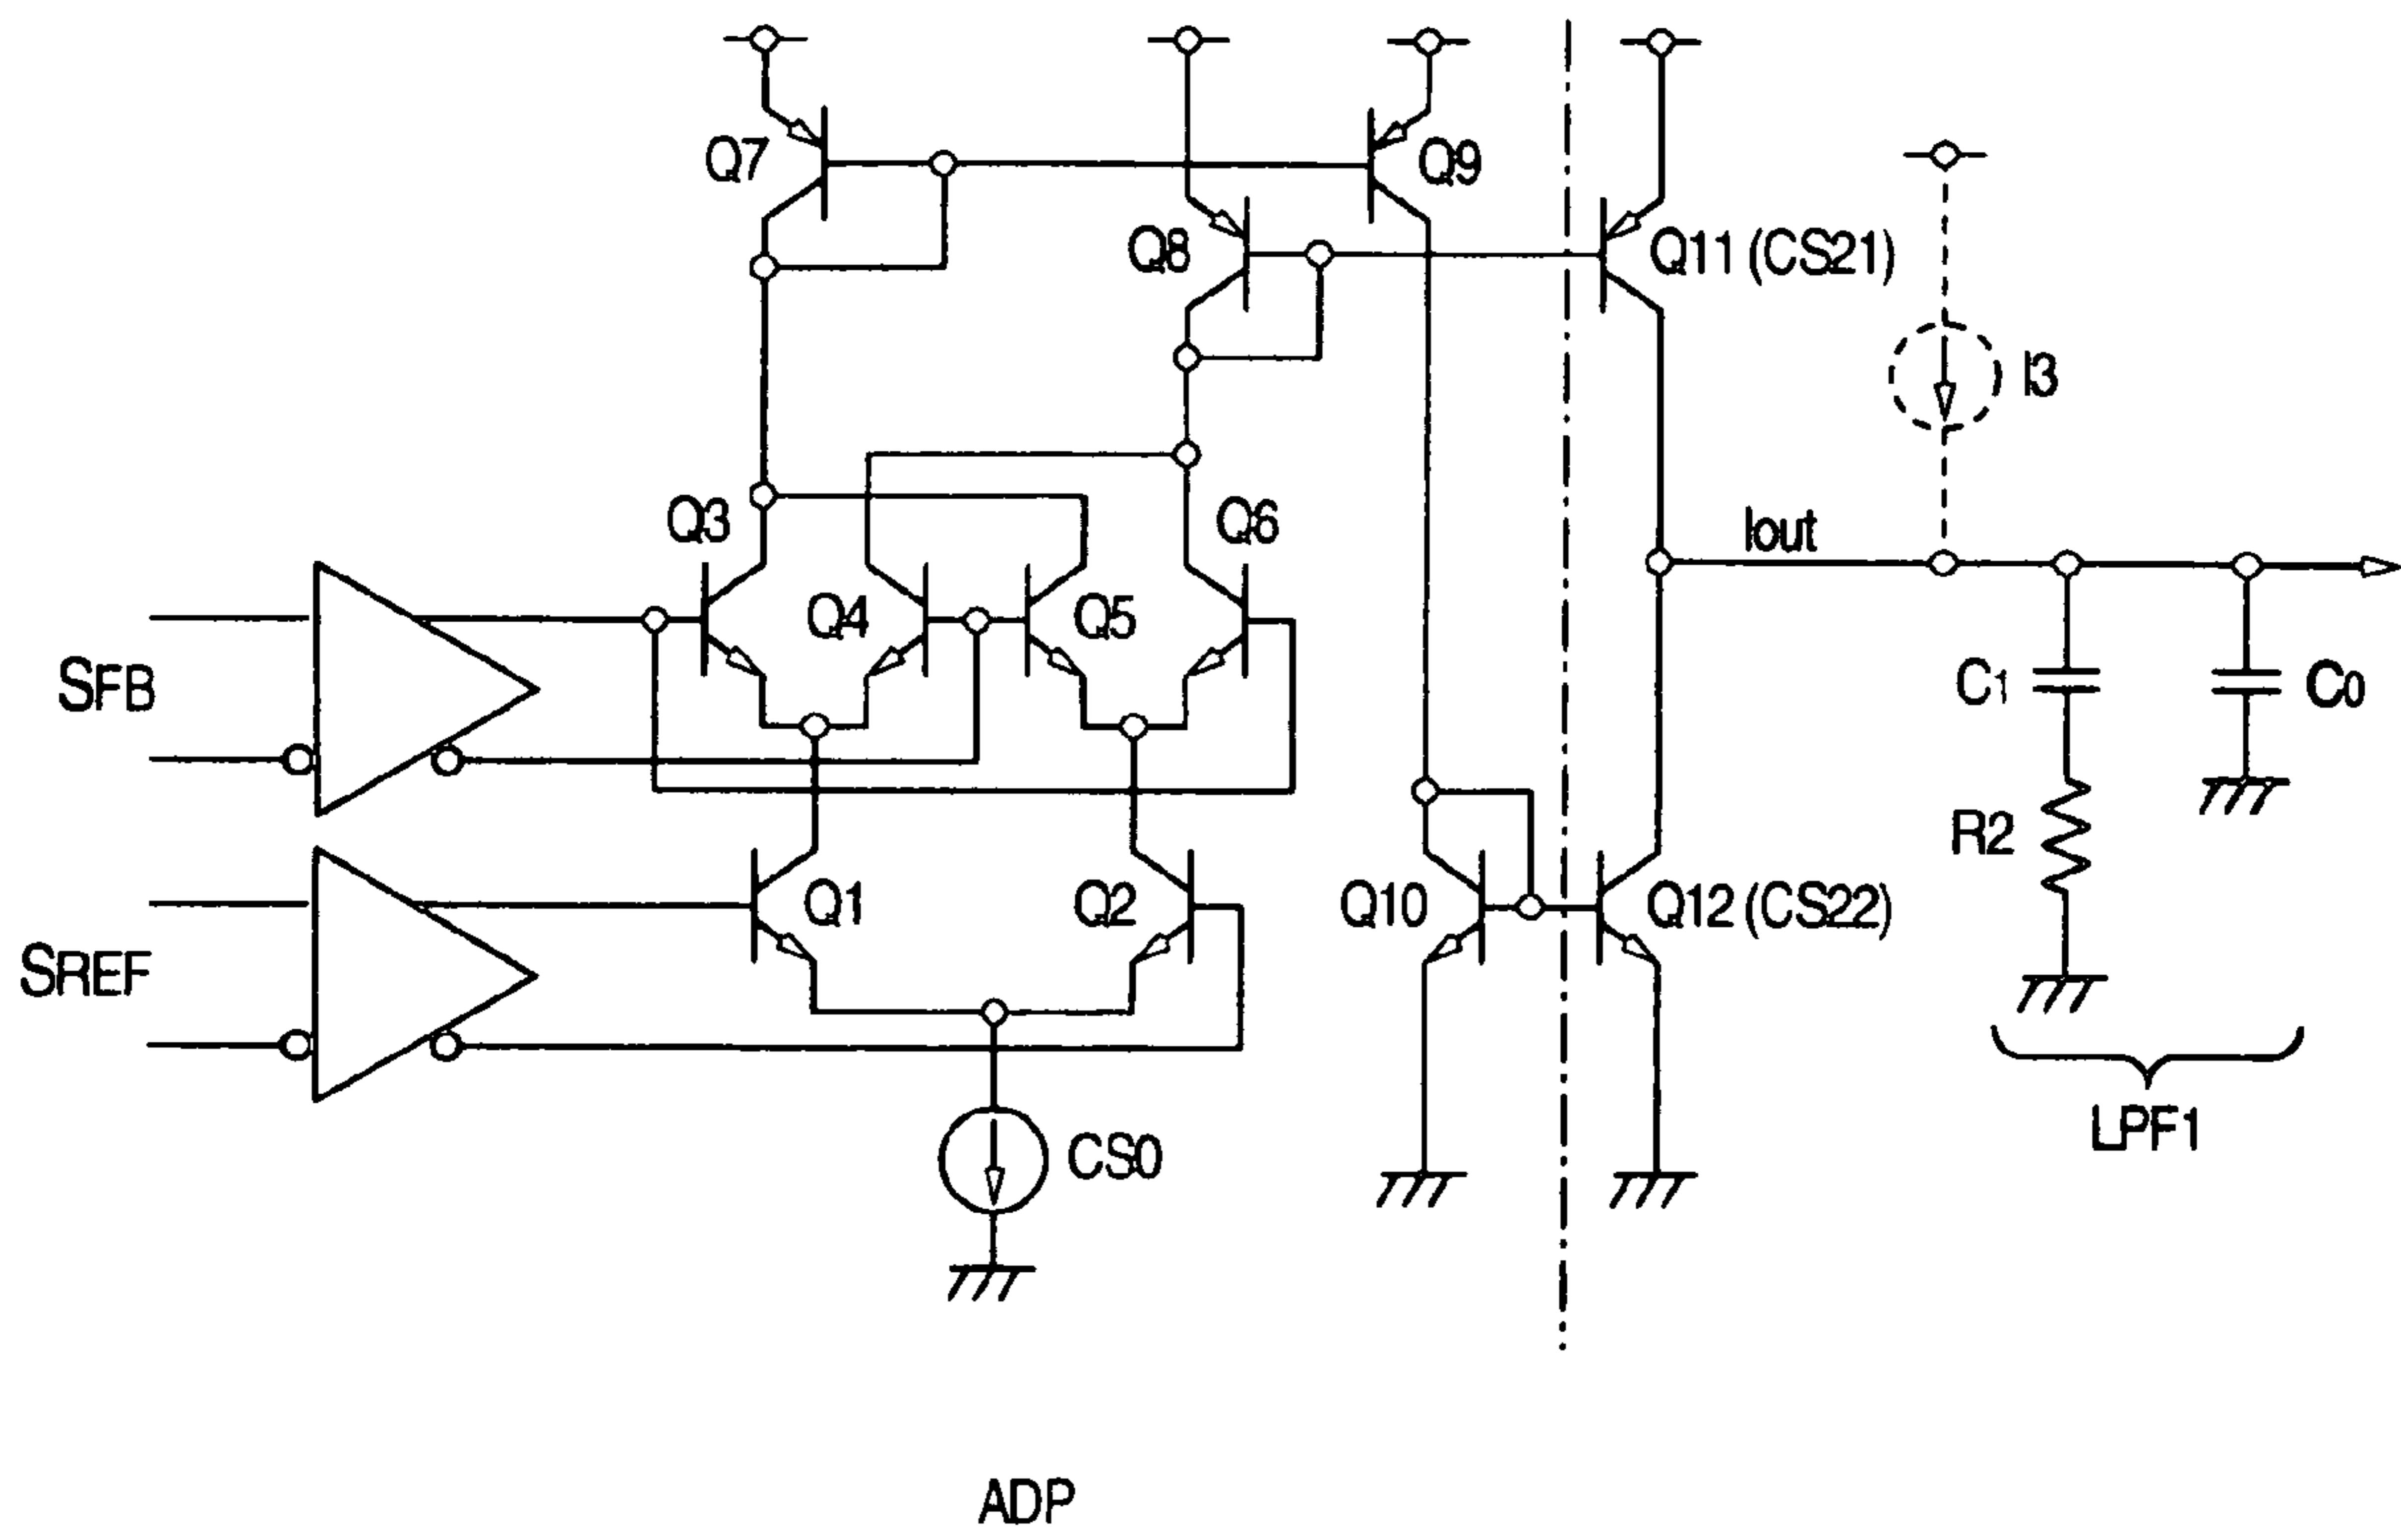 Q7
Q9
Q8
Q11 (CS21)
I3
Q3
Q6
Iout
Q4
Q5
SFB
C1
C0
R2
Q1
Q2
Q10
Q12 (CS22)
SREF
LPF1
CS0
ADP